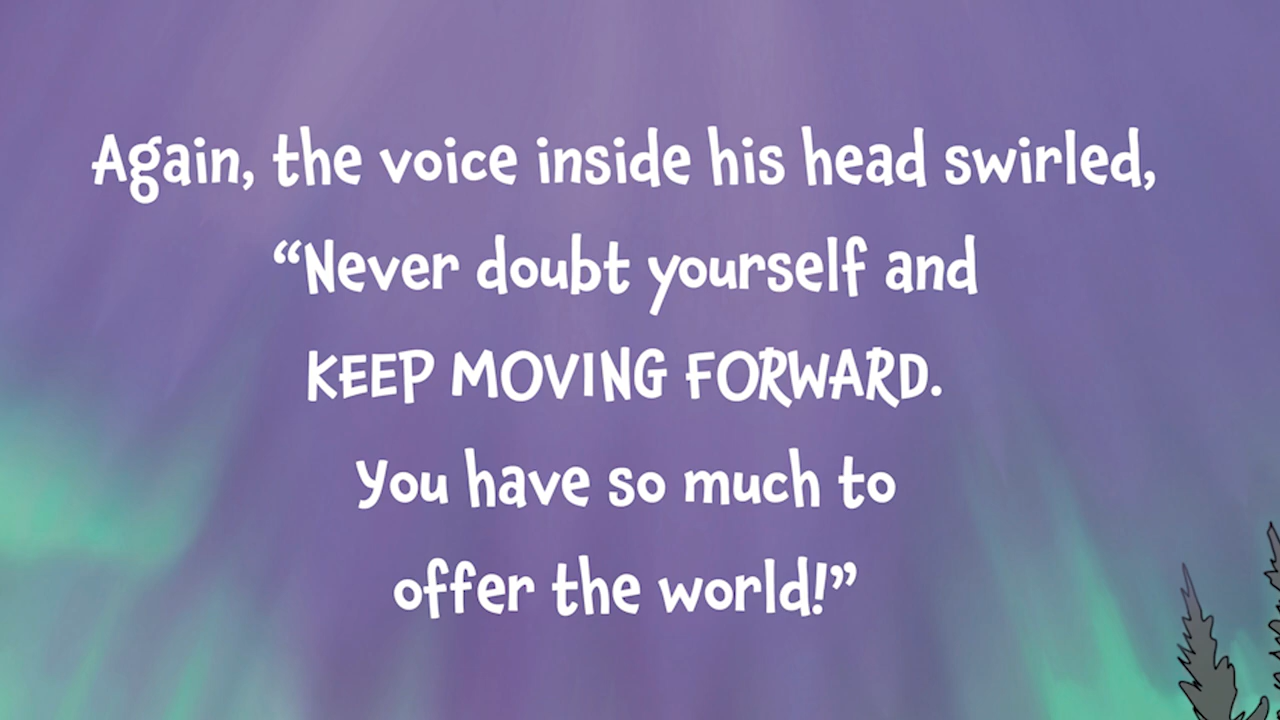 Again, the voice inside his head swirled,
“Never doubt yourself and
KEEP MOVING FORWARD.
You have so much to
offer the world!”